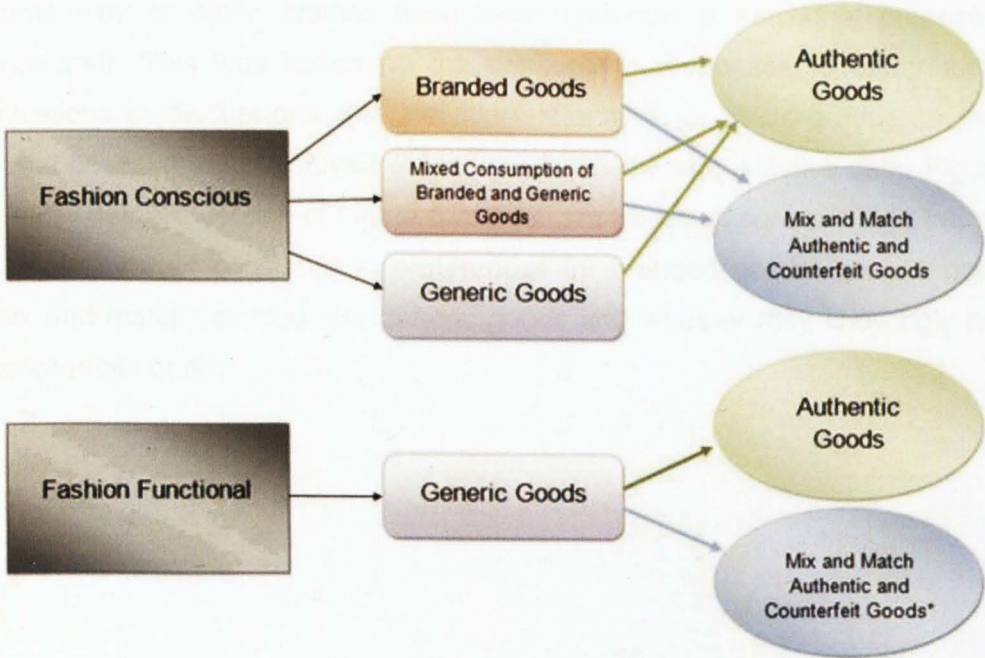 Fashion Conscious
Branded Goods
Mixed Consumption of
Branded and Generic
Goods
Generic Goods
Authentic
Goods
Mix and Match
Authentic and
Counterfeit Goods
Fashion Functional
Generic Goods
Authentic
Goods
Mix and Match
Authentic and
Counterfeit Goods*